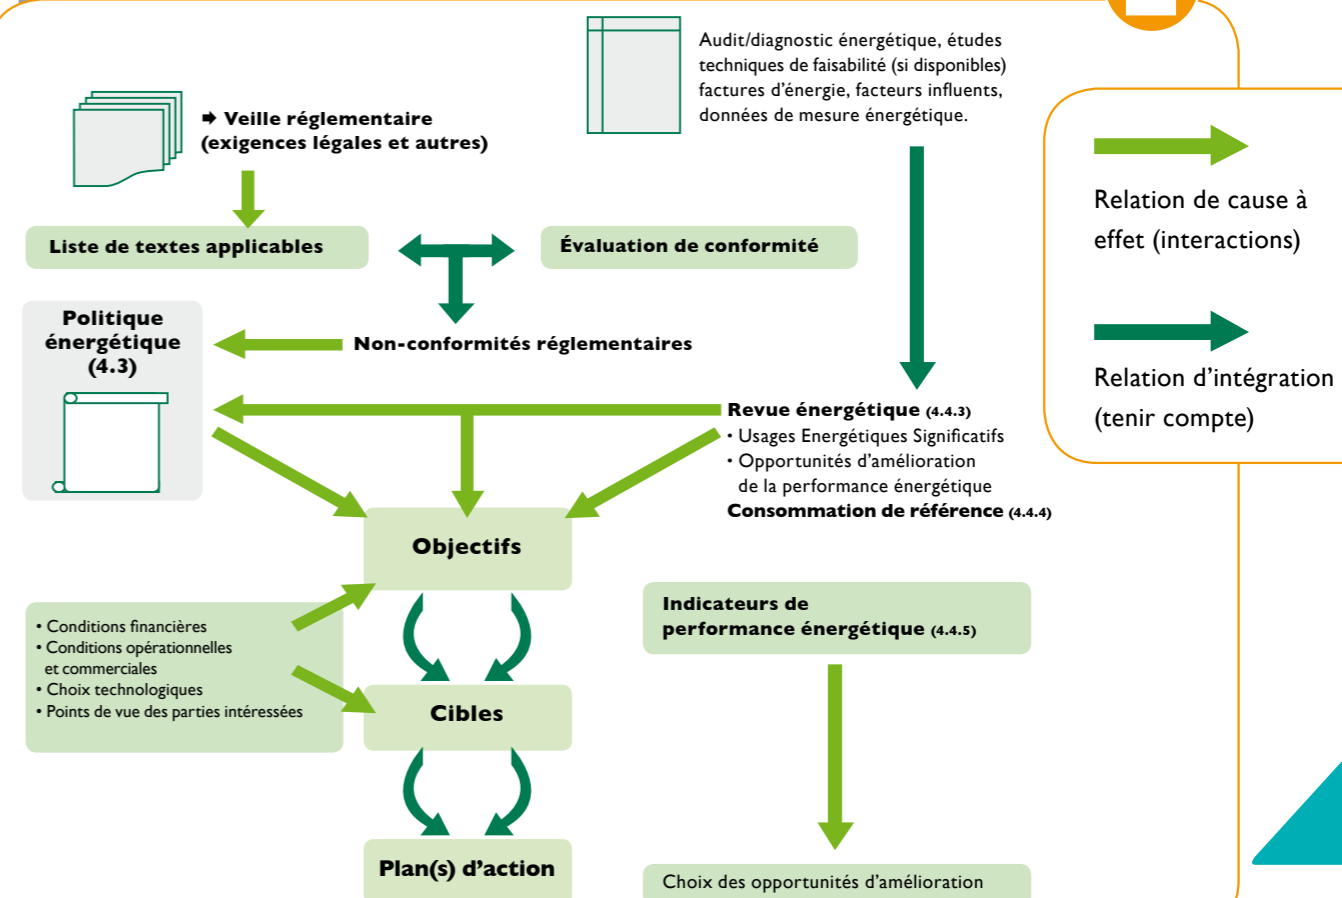 Audit/diagnostic énergétique, études
techniques de faisabilité (si disponibles)
factures d'énergie, facteurs influents,
données de mesure énergétique.
➡ Veille réglementaire
(exigences légales et autres)
Liste de textes applicables
Évaluation de conformité
Politique
énergétique
(4.3)
Non-conformités réglementaires
Revue énergétique (4.4.3)
• Usages Energétiques Significatifs
• Opportunités d'amélioration
de la performance énergétique
Consommation de référence (4.4.4)
Objectifs
• Conditions financières
• Conditions opérationnelles
et commerciales
• Choix technologiques
• Points de vue des parties intéressées
Indicateurs de
performance énergétique (4.4.5)
Cibles
Plan(s) d'action
Choix des opportunités d'amélioration
Relation de cause à
effet (interactions)
Relation d'intégration
(tenir compte)